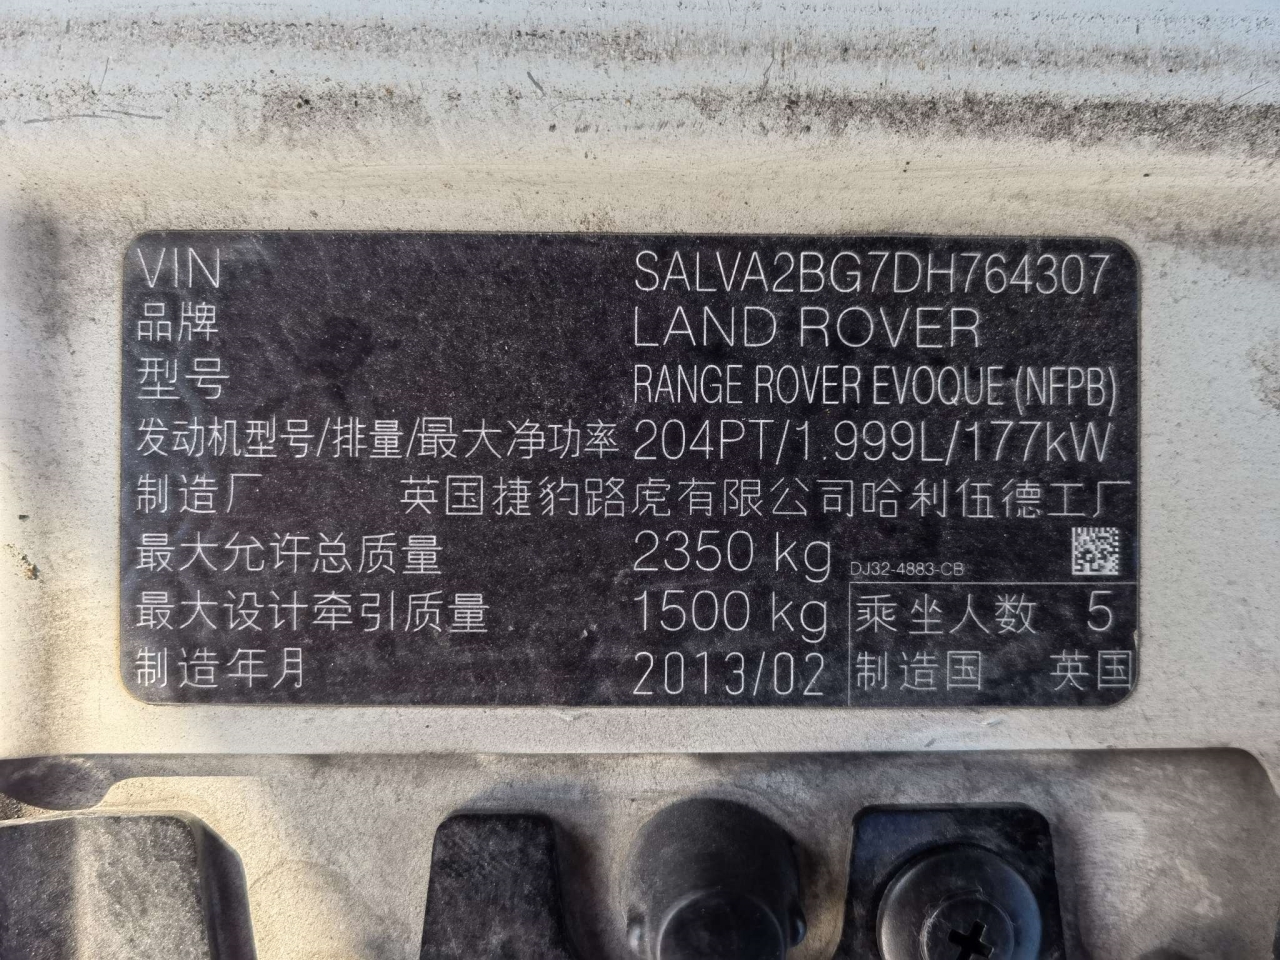 VIN SALVA2BG7DH764307
品牌 LAND ROVER
型号 RANGE ROVER EVOQUE (NFPB)
发动机型号/排量/最大净功率 204PT/1.999L/177kW
制造厂 英国捷豹路虎有限公司哈利伍德工厂
最大允许总质量 2350 kg DJ32-4883-CB
最大设计牵引质量 1500 kg 乘坐人数 5
制造年月 2013/02 制造国 英国